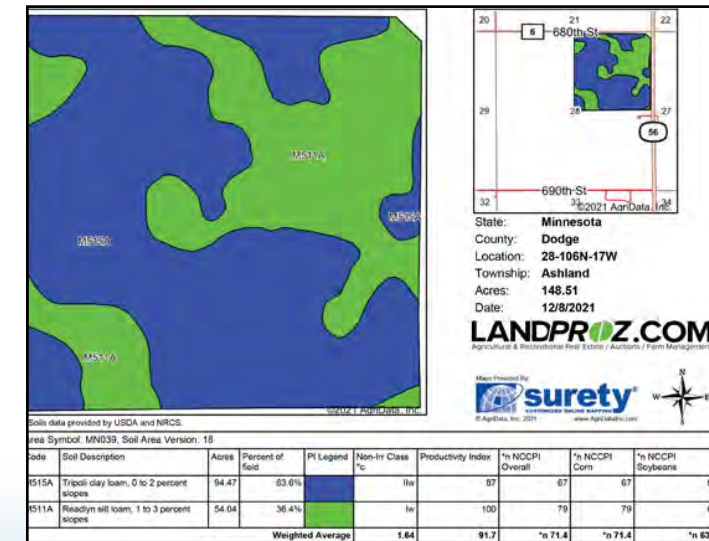 M511A
M515A
M515A
M511A
©2021 AgriData, Inc.
20 21 22
6 680th St
29 28 27
56
690th St
32 33 34
©2021 AgriData, Inc.
State: Minnesota
County: Dodge
Location: 28-106N-17W
Township: Ashland
Acres: 148.51
Date: 12/8/2021
LANDPROZ.COM
Agricultural & Recreational Real Estate / Auctions / Farm Management
Maps Provided By
surety®
CUSTOMIZED ONLINE MAPPING
© AgriData, Inc. 2021 www.AgriDataInc.com
N
W E
S
Soils data provided by USDA and NRCS.
Area Symbol: MN039, Soil Area Version: 18
Code Soil Description Acres Percent of field PI Legend Non-Irr Class *c Productivity Index *n NCCPI Overall *n NCCPI Corn *n NCCPI Soybeans
M515A Tripoli clay loam, 0 to 2 percent slopes 94.47 63.6% IIw 87 67 67
M511A Readlyn silt loam, 1 to 3 percent slopes 54.04 36.4% Iw 100 79 79
Weighted Average 1.64 91.7 *n 71.4 *n 71.4 *n 63